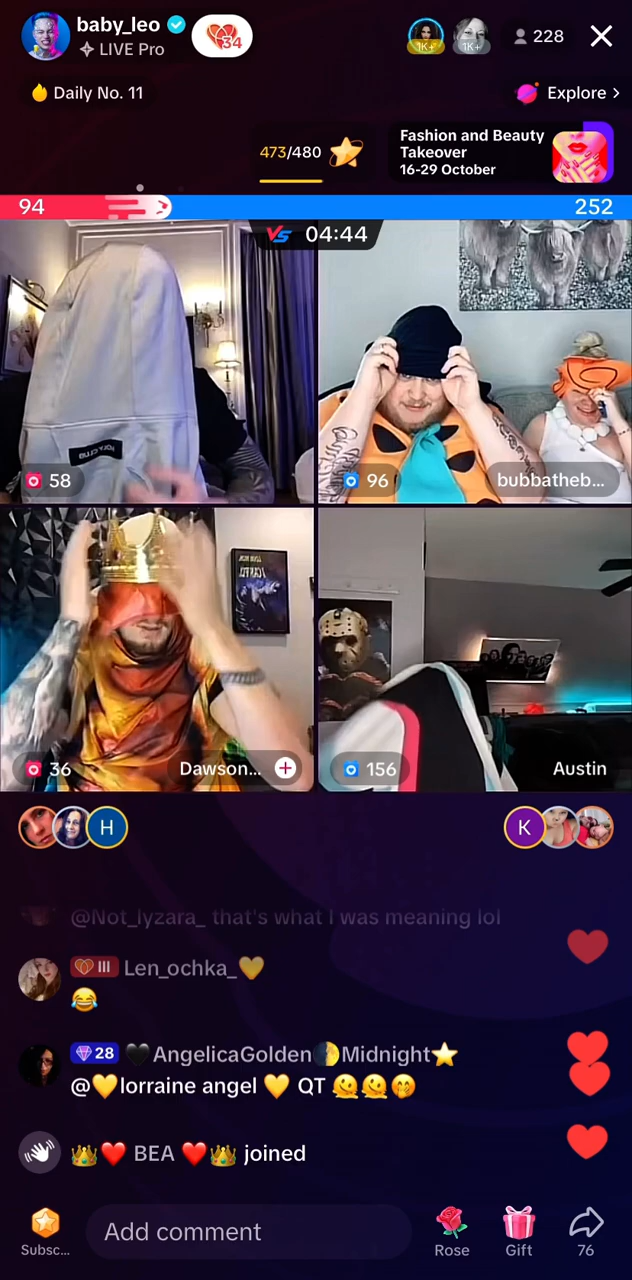 baby_leo
LIVE Pro
34
1K+
1K+
228
Daily No. 11
Explore >
473/480
Fashion and Beauty
Takeover
16-29 October
94
252
VS 04:44
58
96
bubbatheb...
36
Dawson...
156
Austin
H
K
@Not_lyzara_ that's what I was meaning lol
III Len_ochka_💛
😂
28 🖤AngelicaGolden🌓Midnight⭐
@💛lorraine angel 💛 QT 🫠🫠🤭
👑❤️ BEA ❤️👑 joined
Subsc...
Add comment
Rose
Gift
76